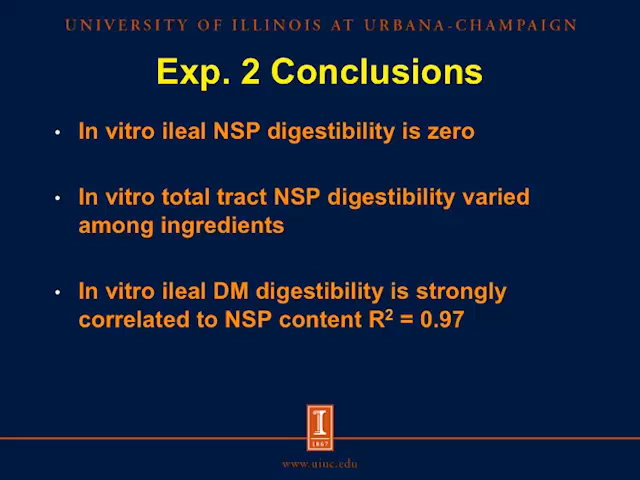 UNIVERSITY OF ILLINOIS AT URBANA-CHAMPAIGN
Exp. 2 Conclusions
• In vitro ileal NSP digestibility is zero
• In vitro total tract NSP digestibility varied
among ingredients
• In vitro ileal DM digestibility is strongly
correlated to NSP content R² = 0.97
I
1867
www.uiuc.edu